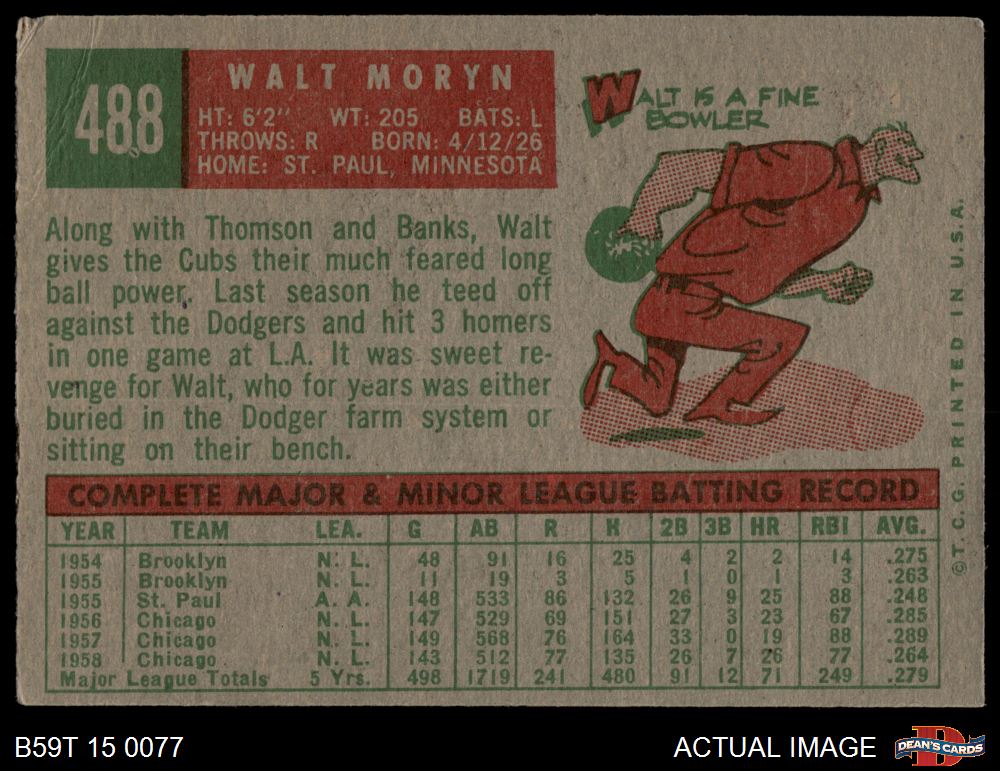 488
WALT MORYN
HT: 6'2" WT: 205 BATS: L
THROWS: R BORN: 4/12/26
HOME: ST. PAUL, MINNESOTA
WALT IS A FINE
BOWLER
Along with Thomson and Banks, Walt
gives the Cubs their much feared long
ball power. Last season he teed off
against the Dodgers and hit 3 homers
in one game at L.A. It was sweet re-
venge for Walt, who for years was either
buried in the Dodger farm system or
sitting on their bench.
COMPLETE MAJOR & MINOR LEAGUE BATTING RECORD
YEAR TEAM LEA. G AB R H 2B 3B HR RBI AVG.
1954 Brooklyn N. L. 48 91 16 25 4 2 2 14 .275
1955 Brooklyn N. L. 11 19 3 5 1 0 1 3 .263
1955 St. Paul A. A. 148 533 86 132 26 9 25 88 .248
1956 Chicago N. L. 147 529 69 151 27 3 23 67 .285
1957 Chicago N. L. 149 568 76 164 33 0 19 88 .289
1958 Chicago N. L. 143 512 77 135 26 7 26 77 .264
Major League Totals 5 Yrs. 498 1719 241 480 91 12 71 249 .279
©T. C. G. PRINTED IN U.S.A.
B59T 15 0077
ACTUAL IMAGE
DEAN'S CARDS